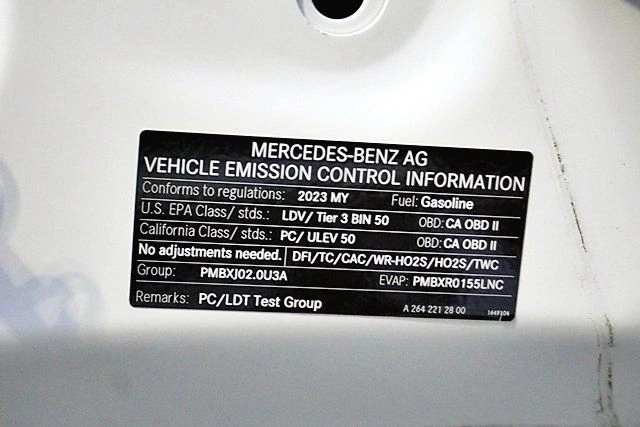 MERCEDES-BENZ AG
VEHICLE EMISSION CONTROL INFORMATION
Conforms to regulations: 2023 MY Fuel: Gasoline
U.S. EPA Class/ stds.: LDV/ Tier 3 BIN 50 OBD: CA OBD II
California Class/ stds.: PC/ ULEV 50 OBD: CA OBD II
No adjustments needed. DFI/TC/CAC/WR-HO2S/HO2S/TWC
Group: PMBXJ02.0U3A EVAP: PMBXR0155LNC
Remarks: PC/LDT Test Group A 264 221 28 00 1649104